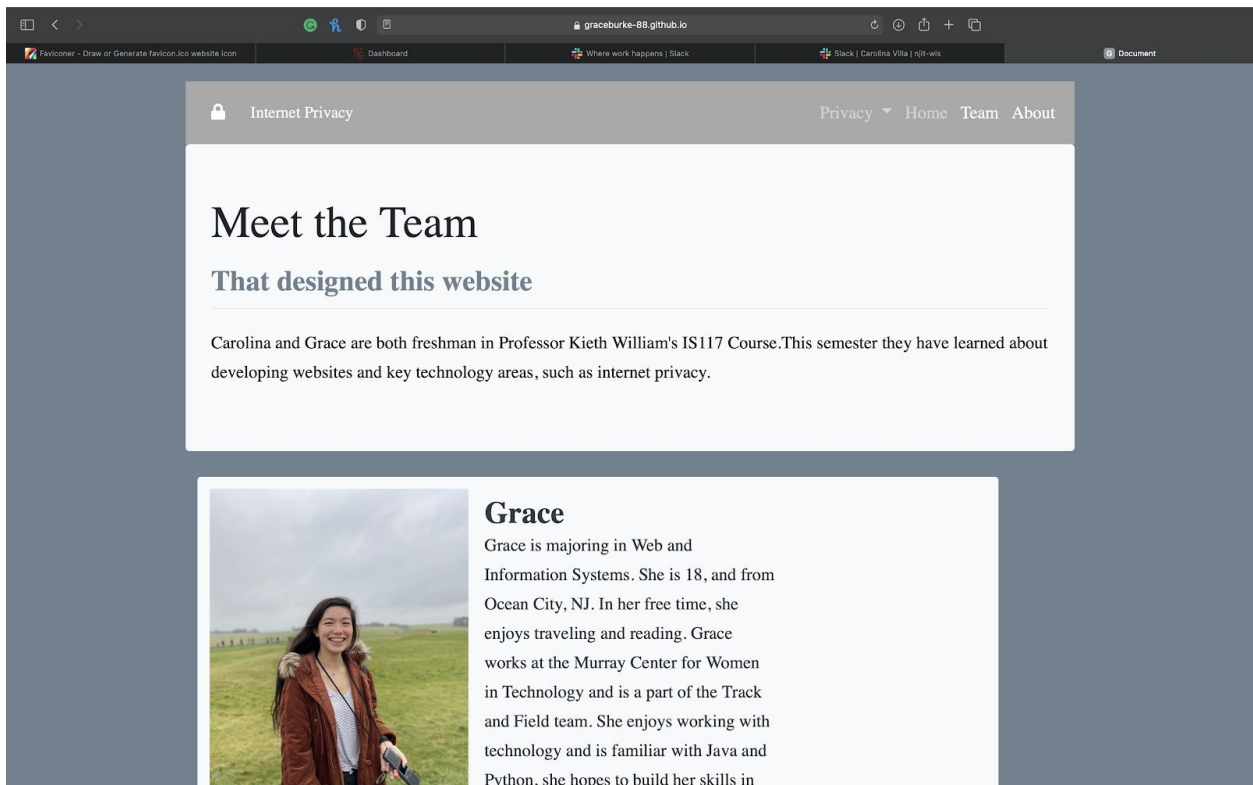 graceburke-88.github.io
Faviconer - Draw or Generate favicon.ico website icon
Dashboard
Where work happens | Slack
Slack | Carolina Villa | njit-wis
G Document
Internet Privacy
Privacy Home Team About
Meet the Team
That designed this website
Carolina and Grace are both freshman in Professor Kieth William's IS117 Course.This semester they have learned about
developing websites and key technology areas, such as internet privacy.
Grace
Grace is majoring in Web and
Information Systems. She is 18, and from
Ocean City, NJ. In her free time, she
enjoys traveling and reading. Grace
works at the Murray Center for Women
in Technology and is a part of the Track
and Field team. She enjoys working with
technology and is familiar with Java and
Python, she hopes to build her skills in